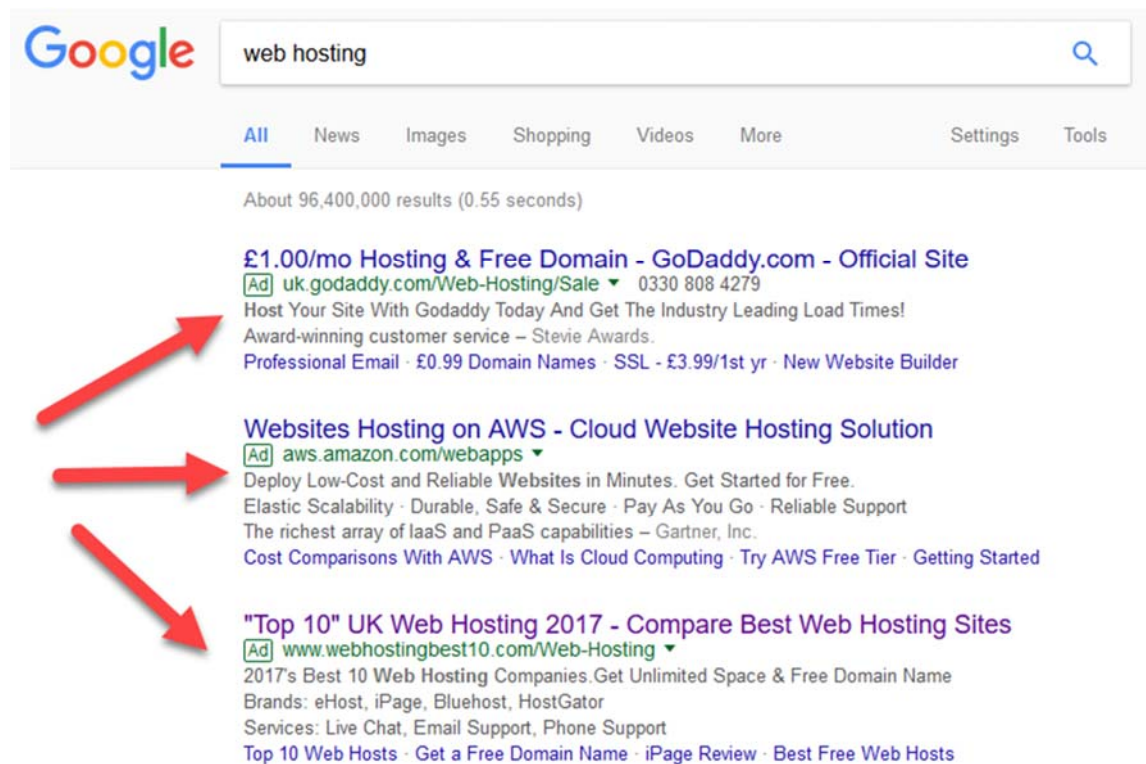 Google
web hosting
All News Images Shopping Videos More Settings Tools
About 96,400,000 results (0.55 seconds)
£1.00/mo Hosting & Free Domain - GoDaddy.com - Official Site
Ad uk.godaddy.com/Web-Hosting/Sale 0330 808 4279
Host Your Site With Godaddy Today And Get The Industry Leading Load Times!
Award-winning customer service – Stevie Awards.
Professional Email · £0.99 Domain Names · SSL - £3.99/1st yr · New Website Builder
Websites Hosting on AWS - Cloud Website Hosting Solution
Ad aws.amazon.com/webapps
Deploy Low-Cost and Reliable Websites in Minutes. Get Started for Free.
Elastic Scalability · Durable, Safe & Secure · Pay As You Go · Reliable Support
The richest array of IaaS and PaaS capabilities – Gartner, Inc.
Cost Comparisons With AWS · What Is Cloud Computing · Try AWS Free Tier · Getting Started
"Top 10" UK Web Hosting 2017 - Compare Best Web Hosting Sites
Ad www.webhostingbest10.com/Web-Hosting
2017's Best 10 Web Hosting Companies.Get Unlimited Space & Free Domain Name
Brands: eHost, iPage, Bluehost, HostGator
Services: Live Chat, Email Support, Phone Support
Top 10 Web Hosts · Get a Free Domain Name · iPage Review · Best Free Web Hosts